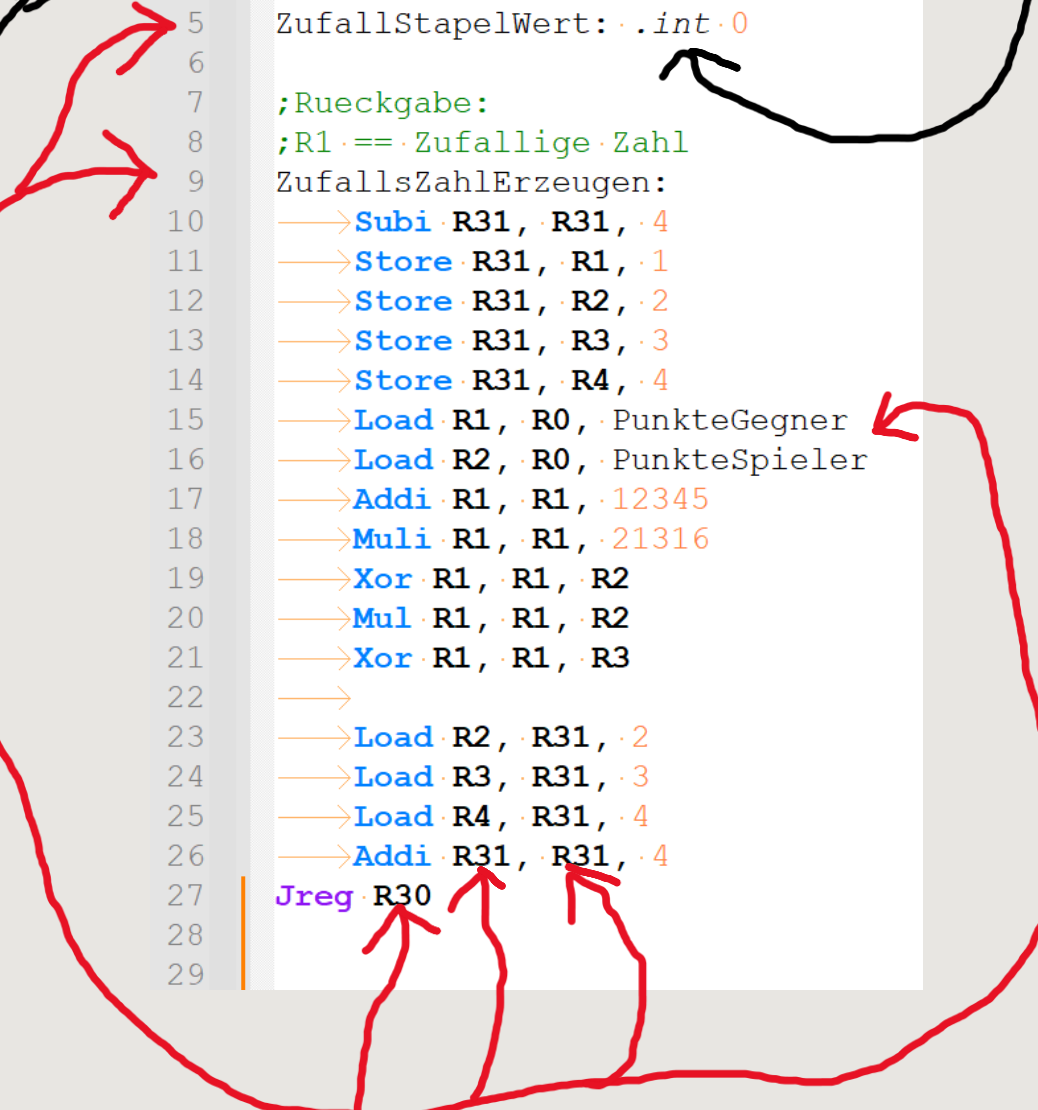 5 ZufallStapelWert: .int 0
6
7 ;Rueckgabe:
8 ;R1 == Zufallige Zahl
9 ZufallsZahlErzeugen:
10 Subi R31, R31, 4
11 Store R31, R1, 1
12 Store R31, R2, 2
13 Store R31, R3, 3
14 Store R31, R4, 4
15 Load R1, R0, PunkteGegner
16 Load R2, R0, PunkteSpieler
17 Addi R1, R1, 12345
18 Muli R1, R1, 21316
19 Xor R1, R1, R2
20 Mul R1, R1, R2
21 Xor R1, R1, R3
22
23 Load R2, R31, 2
24 Load R3, R31, 3
25 Load R4, R31, 4
26 Addi R31, R31, 4
27 Jreg R30
28
29